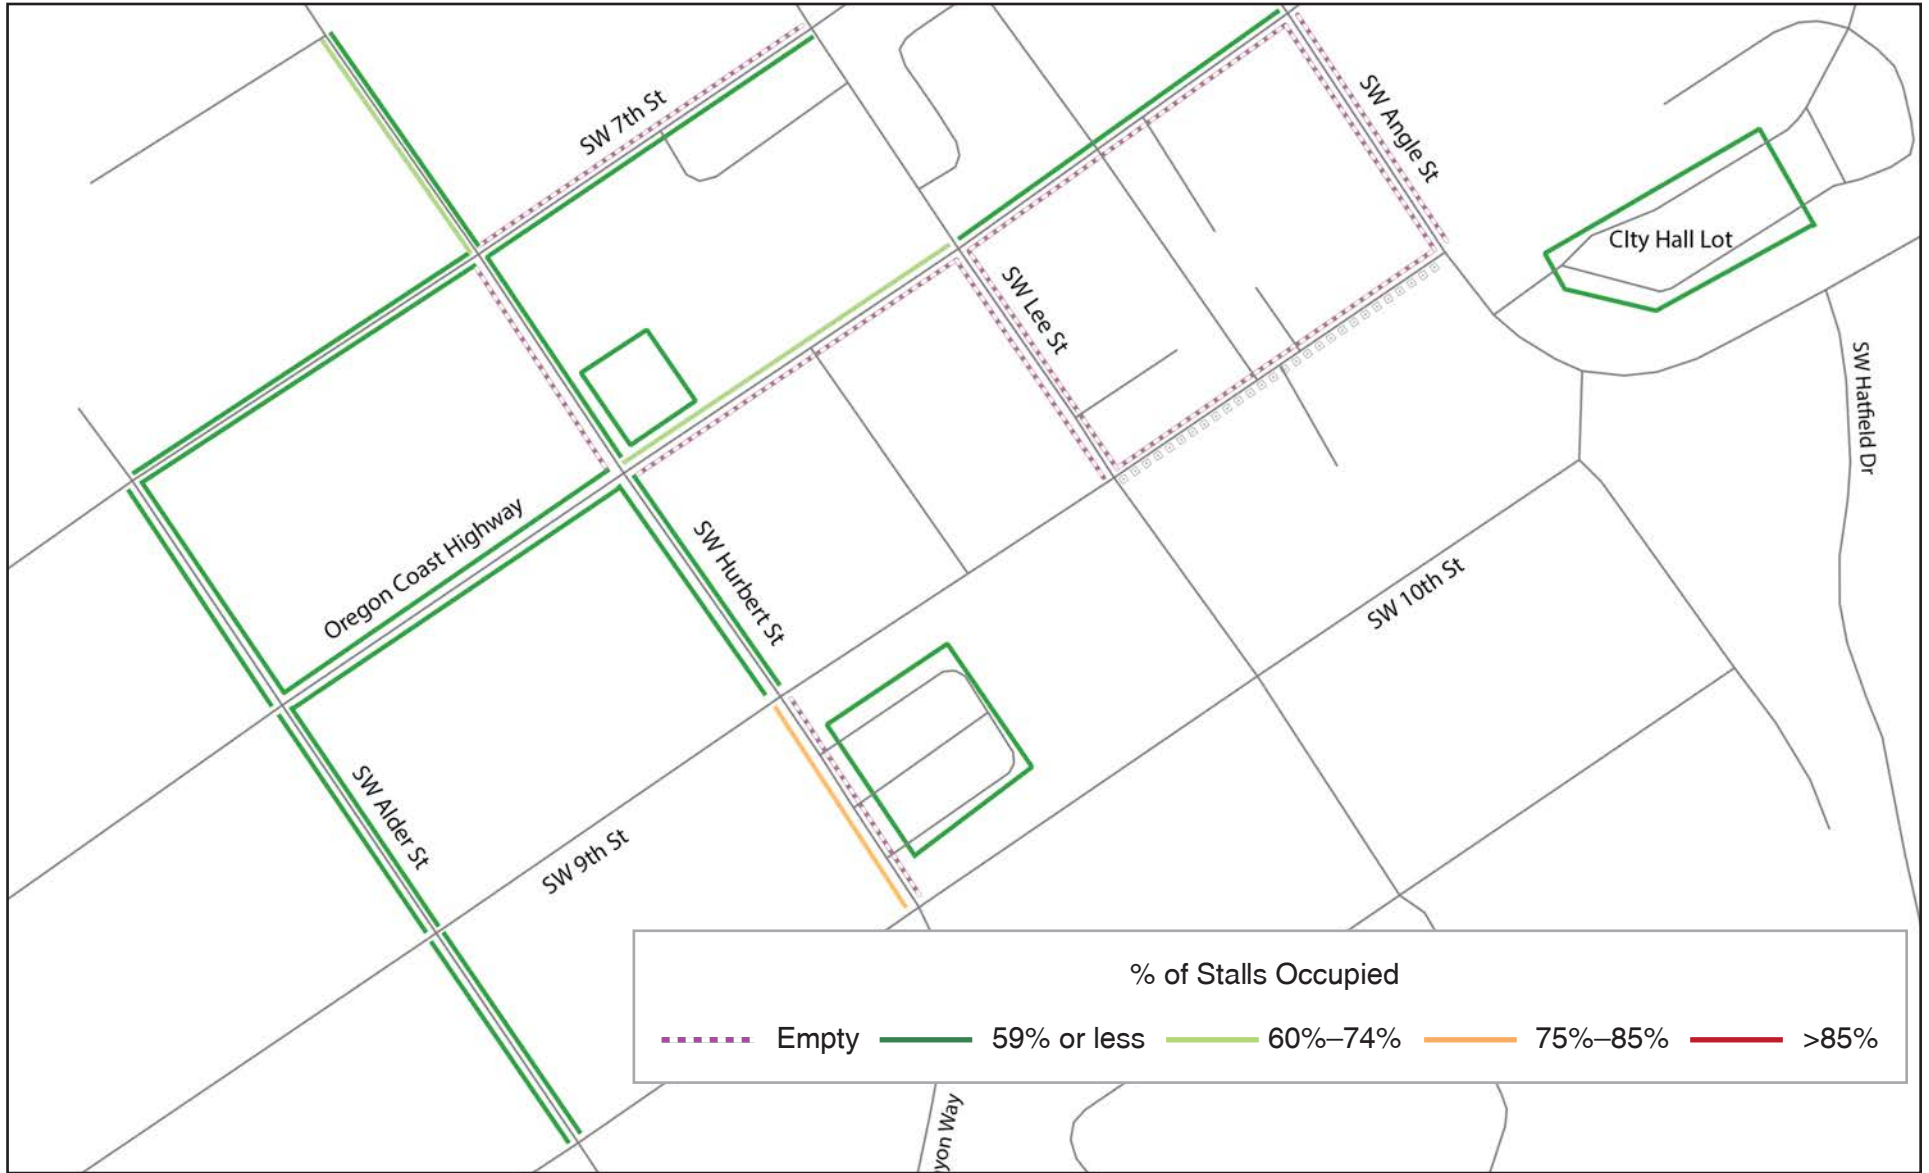 SW 7th St
SW Angle St
CIty Hall Lot
SW Lee St
SW Hatfield Dr
Oregon Coast Highway
SW Hurbert St
SW 10th St
SW Alder St
SW 9th St
% of Stalls Occupied
Empty 59% or less 60%–74% 75%–85% >85%
yon Way